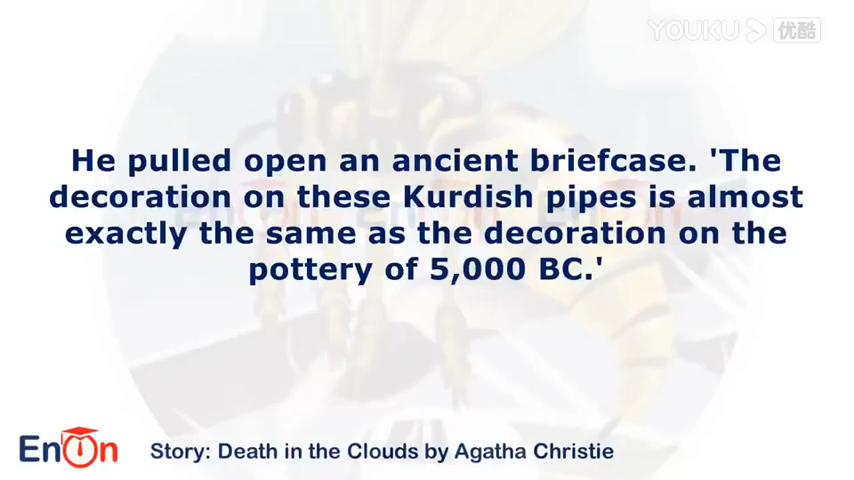 YOUKU 优酷
He pulled open an ancient briefcase. 'The
decoration on these Kurdish pipes is almost
exactly the same as the decoration on the
pottery of 5,000 BC.'
EnOn Story: Death in the Clouds by Agatha Christie